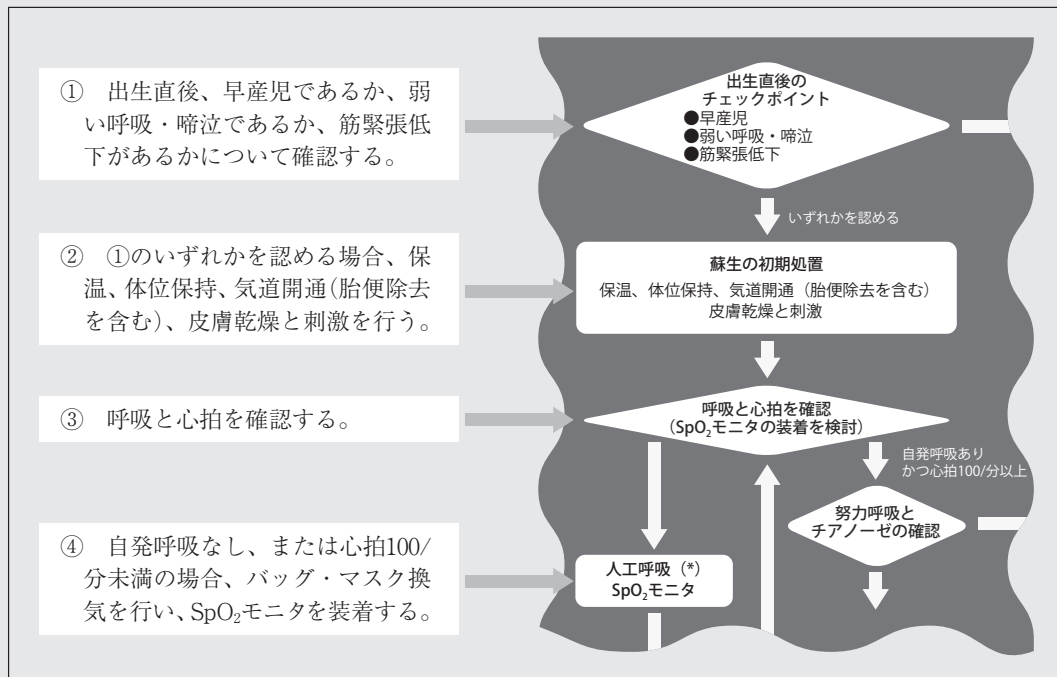 ① 出生直後、早産児であるか、弱
い呼吸・啼泣であるか、筋緊張低
下があるかについて確認する。
② ①のいずれかを認める場合、保
温、体位保持、気道開通(胎便除去
を含む)、皮膚乾燥と刺激を行う。
③ 呼吸と心拍を確認する。
④ 自発呼吸なし、または心拍100/
分未満の場合、バッグ・マスク換
気を行い、SpO₂モニタを装着する。
出生直後の
チェックポイント
●早産児
●弱い呼吸・啼泣
●筋緊張低下
いずれかを認める
蘇生の初期処置
保温、体位保持、気道開通（胎便除去を含む）
皮膚乾燥と刺激
呼吸と心拍を確認
（SpO₂モニタの装着を検討）
自発呼吸あり
かつ心拍100/分以上
努力呼吸と
チアノーゼの確認
人工呼吸（*）
SpO₂モニタ